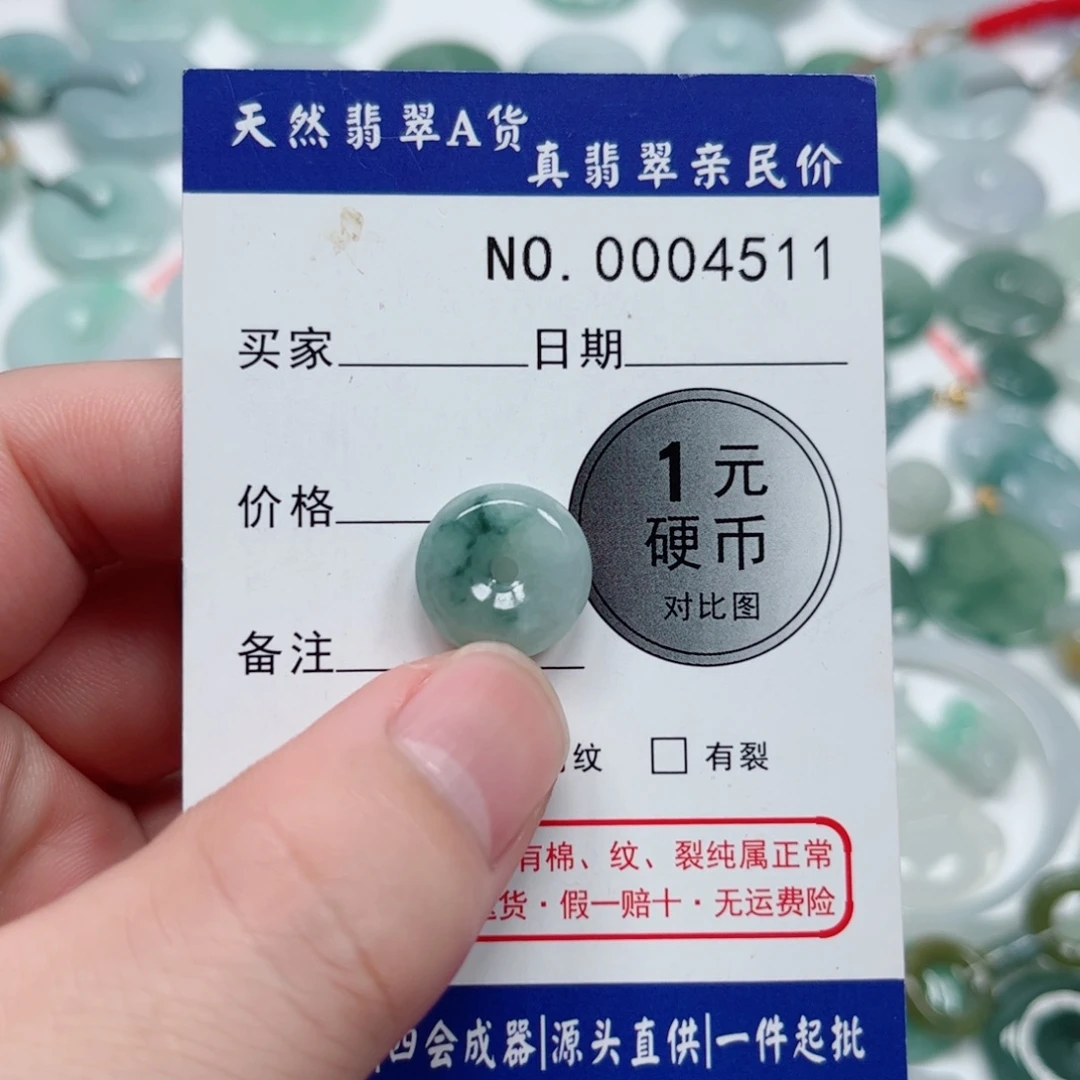 天然翡翠A货
真翡翠亲民价
NO. 0004511
买家 日期
价格
1元
硬币
对比图
备注
纹 □ 有裂
有棉、纹、裂纯属正常
货·假一赔十·无运费险
四会成器|源头直供|一件起批